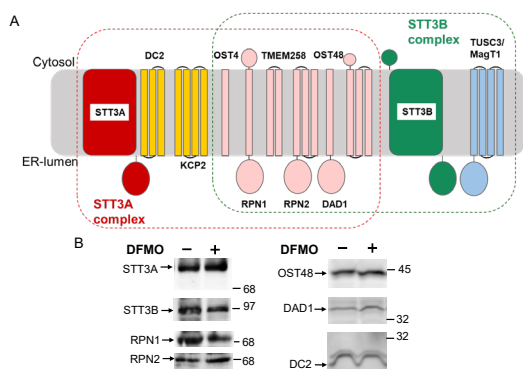 A
STT3B
complex
DC2
OST4
TMEM258
OST48
TUSC3/
MagT1
Cytosol
STT3A
STT3B
ER-lumen
KCP2
RPN1
RPN2
DAD1
STT3A
complex
B
DFMO − +
STT3A
68
STT3B
97
RPN1
68
RPN2
68
DFMO − +
OST48
45
DAD1
32
32
DC2